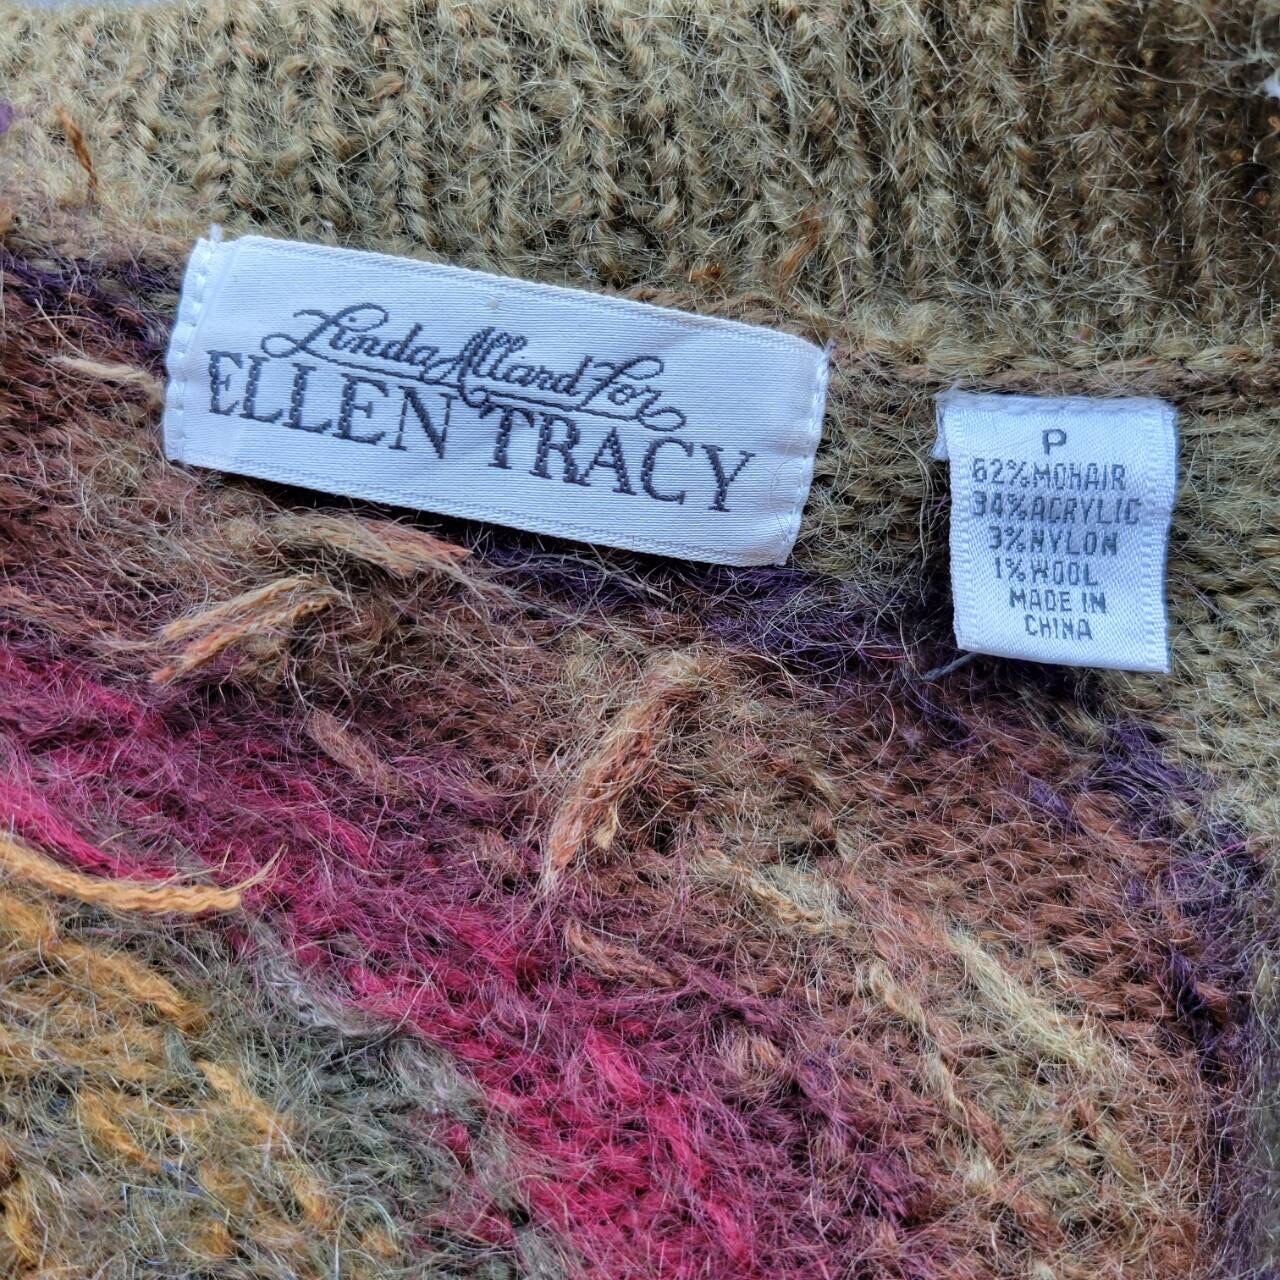 Linda Allard For
ELLEN TRACY
P
62% MOHAIR
34% ACRYLIC
3% NYLON
1% WOOL
MADE IN
CHINA